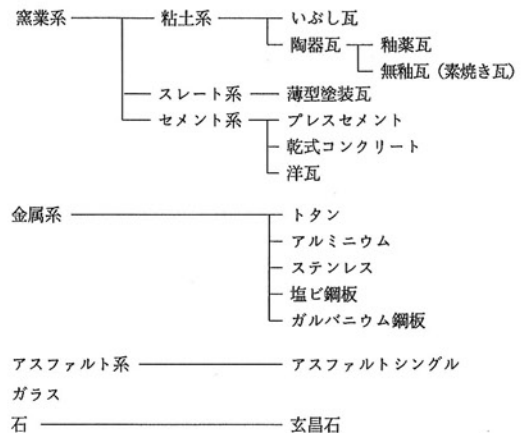 窯業系 粘土系 いぶし瓦
陶器瓦 釉薬瓦
無釉瓦（素焼き瓦）
スレート系 薄型塗装瓦
セメント系 プレスセメント
乾式コンクリート
洋瓦
金属系 トタン
アルミニウム
ステンレス
塩ビ鋼板
ガルバニウム鋼板
アスファルト系 アスファルトシングル
ガラス
石 玄昌石